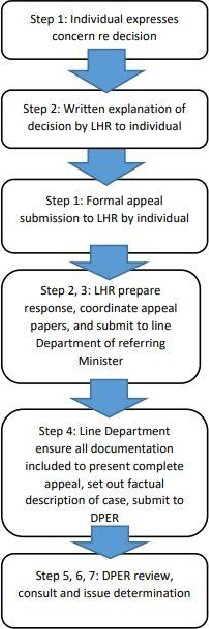 Step 1: Individual expresses
concern re decision
Step 2: Written explanation of
decision by LHR to individual
Step 1: Formal appeal
submission to LHR by individual
Step 2, 3: LHR prepare
response, coordinate appeal
papers, and submit to line
Department of referring
Minister
Step 4: Line Department
ensure all documentation
included to present complete
appeal, set out factual
description of case, submit to
DPER
Step 5, 6, 7: DPER review,
consult and issue determination